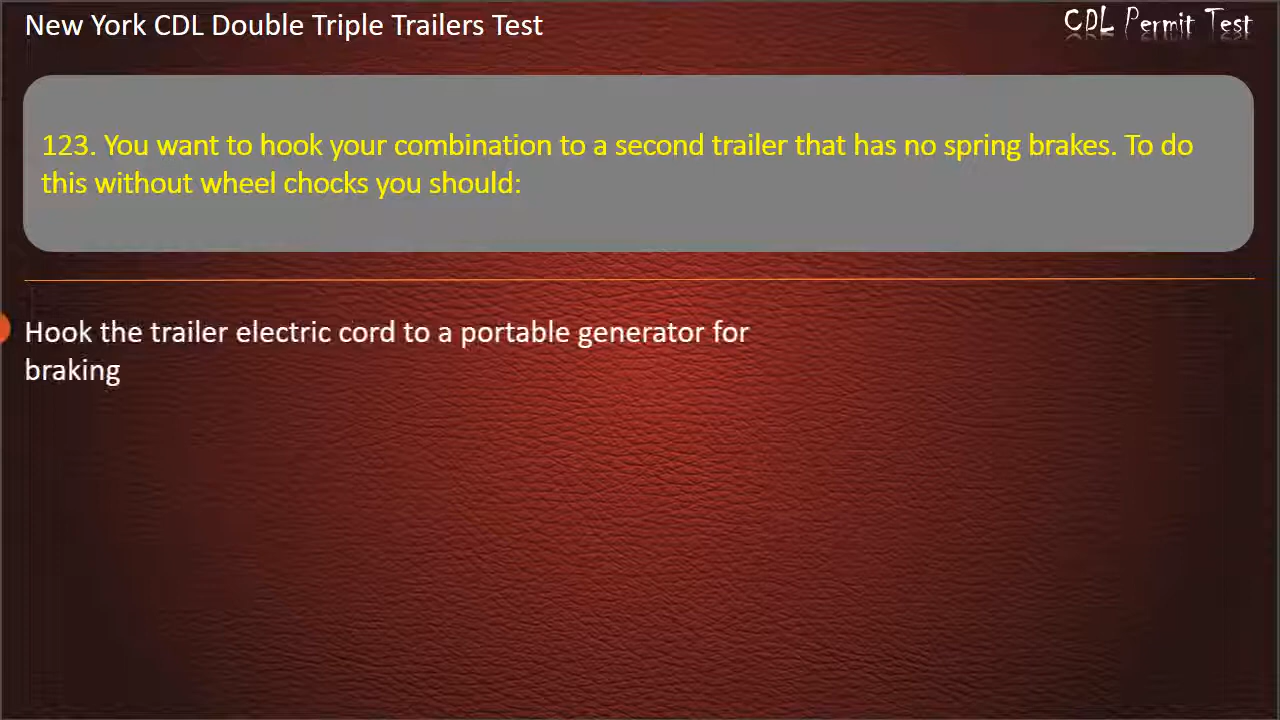 New York CDL Double Triple Trailers Test
CDL Permit Test
123. You want to hook your combination to a second trailer that has no spring brakes. To do
this without wheel chocks you should:
Hook the trailer electric cord to a portable generator for
braking